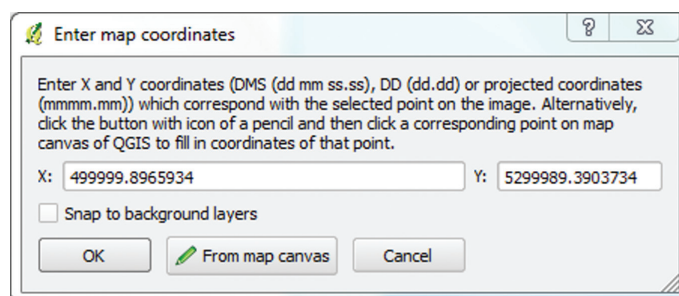 Enter map coordinates
Enter X and Y coordinates (DMS (dd mm ss.ss), DD (dd.dd) or projected coordinates
(mmmm.mm)) which correspond with the selected point on the image. Alternatively,
click the button with icon of a pencil and then click a corresponding point on map
canvas of QGIS to fill in coordinates of that point.
X: 499999.8965934 Y: 5299989.3903734
Snap to background layers
OK From map canvas Cancel